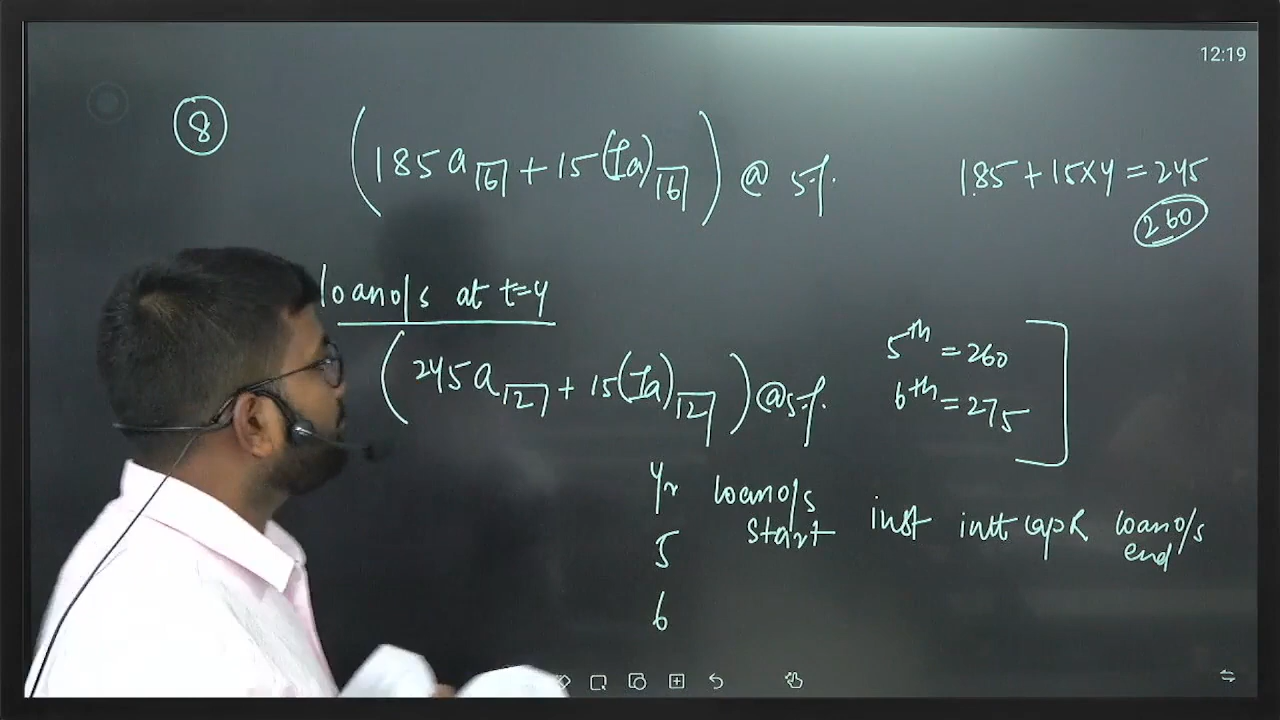 12:19
8
(185 a16┐ + 15 (Ia)16┐) @ 5%
185 + 15 x 4 = 245
260
loan o/s at t=4
(245 a12┐ + 15 (Ia)12┐) @ 5%
5th = 260
6th = 275
Yr loan o/s start inst intt cap R loan o/s end
5
6